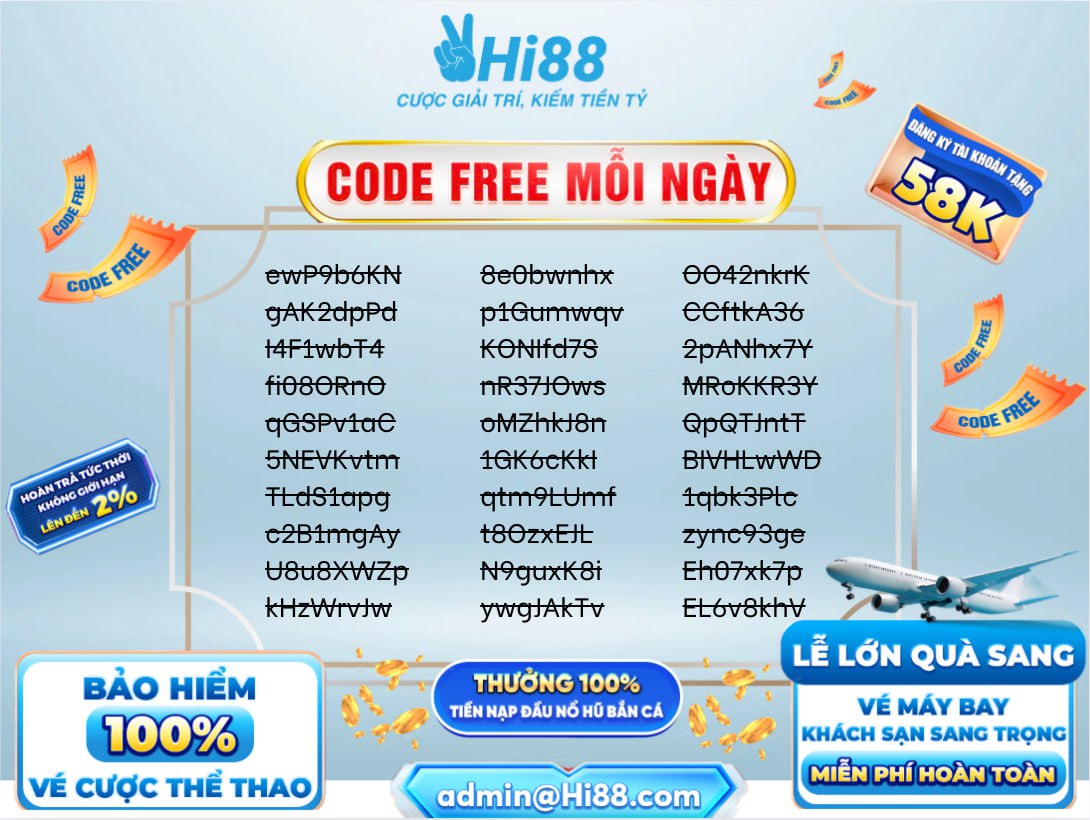 Hi88
CƯỢC GIẢI TRÍ, KIẾM TIỀN TỶ
CODE FREE
CODE FREE
ĐĂNG KÝ TÀI KHOẢN TẶNG
58K
CODE FREE MỖI NGÀY
CODE FREE
CODE FREE
ewP9b6KN 8e0bwnhx OO42nkrK
gAK2dpPd p1Gumwqv CCftkA36
I4F1wbT4 KONIfd7S 2pANhx7Y
fi08ORnO nR37JOws MRoKKR3Y
qGSPv1aC oMZhkJ8n QpQTJntT
5NEVKvtm 1GK6cKkI BIVHLwWD
TLdS1apg qtm9LUmf 1qbk3Plc
c2B1mgAy t8OzxEJL zync93ge
U8u8XWZp N9guxK8i Eh07xk7p
kHzWrvJw ywgJAkTv EL6v8khV
CODE FREE
CODE FREE
HOÀN TRẢ TỨC THỜI
KHÔNG GIỚI HẠN
LÊN ĐẾN 2%
BẢO HIỂM
100%
VÉ CƯỢC THỂ THAO
THƯỞNG 100%
TIỀN NẠP ĐẦU NỔ HŨ BẮN CÁ
admin@Hi88.com
LỄ LỚN QUÀ SANG
VÉ MÁY BAY
KHÁCH SẠN SANG TRỌNG
MIỄN PHÍ HOÀN TOÀN